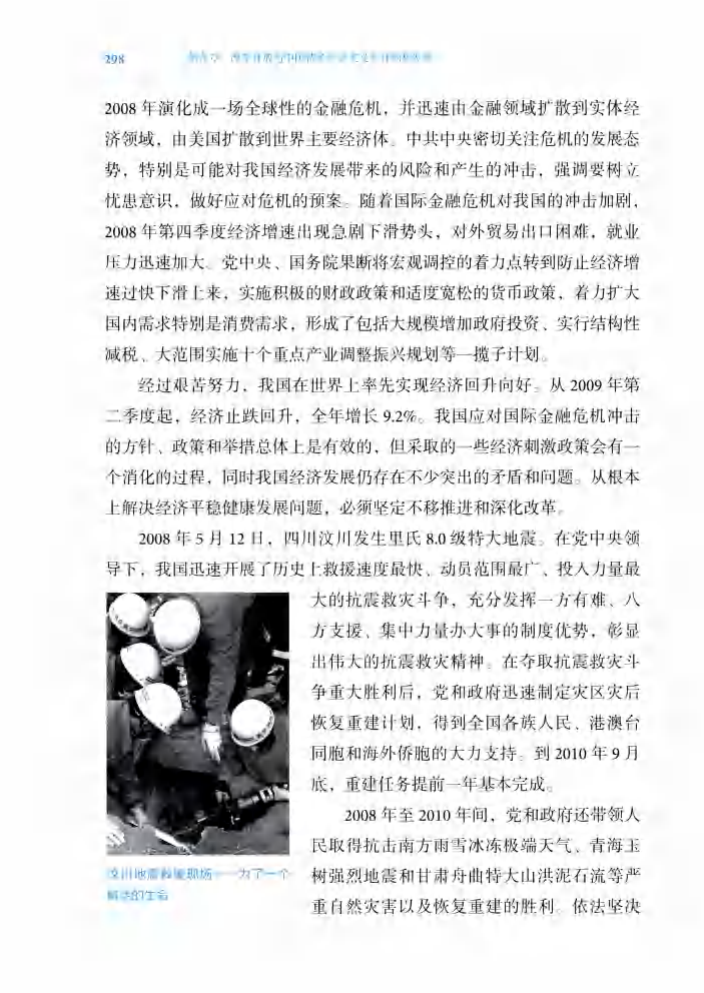 298
2008 年演化成一场全球性的金融危机，并迅速由金融领域扩散到实体经
济领域，由美国扩散到世界主要经济体。中共中央密切关注危机的发展态
势，特别是可能对我国经济发展带来的风险和产生的冲击，强调要树立
忧患意识，做好应对危机的预案。随着国际金融危机对我国的冲击加剧，
2008 年第四季度经济增速出现急剧下滑势头，对外贸易出口困难，就业
压力迅速加大。党中央、国务院果断将宏观调控的着力点转到防止经济增
速过快下滑上来，实施积极的财政政策和适度宽松的货币政策，着力扩大
国内需求特别是消费需求，形成了包括大规模增加政府投资、实行结构性
减税、大范围实施十个重点产业调整振兴规划等一揽子计划。
经过艰苦努力，我国在世界上率先实现经济回升向好。从 2009 年第
二季度起，经济止跌回升，全年增长 9.2%。我国应对国际金融危机冲击
的方针、政策和举措总体上是有效的，但采取的一些经济刺激政策会有一
个消化的过程，同时我国经济发展仍存在不少突出的矛盾和问题。从根本
上解决经济平稳健康发展问题，必须坚定不移推进和深化改革。
2008 年 5 月 12 日，四川汶川发生里氏 8.0 级特大地震。在党中央领
导下，我国迅速开展了历史上救援速度最快、动员范围最广、投入力量最
大的抗震救灾斗争，充分发挥一方有难、八
方支援、集中力量办大事的制度优势，彰显
出伟大的抗震救灾精神。在夺取抗震救灾斗
争重大胜利后，党和政府迅速制定灾区灾后
恢复重建计划，得到全国各族人民、港澳台
同胞和海外侨胞的大力支持。到 2010 年 9 月
底，重建任务提前一年基本完成。
2008 年至 2010 年间，党和政府还带领人
民取得抗击南方雨雪冰冻极端天气、青海玉
树强烈地震和甘肃舟曲特大山洪泥石流等严
重自然灾害以及恢复重建的胜利。依法坚决
汶川地震救援现场——为了一个
鲜活的生命